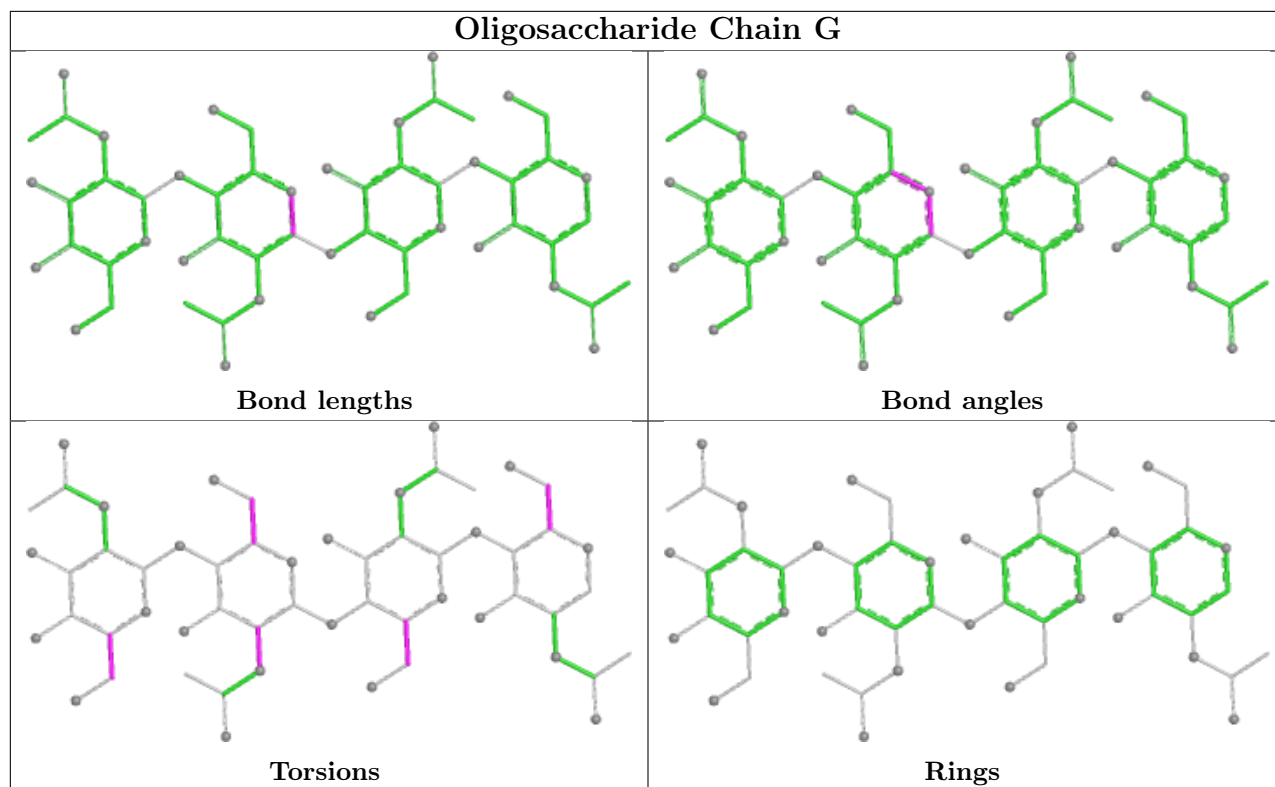 Oligosaccharide Chain G
Bond lengths
Bond angles
Torsions
Rings